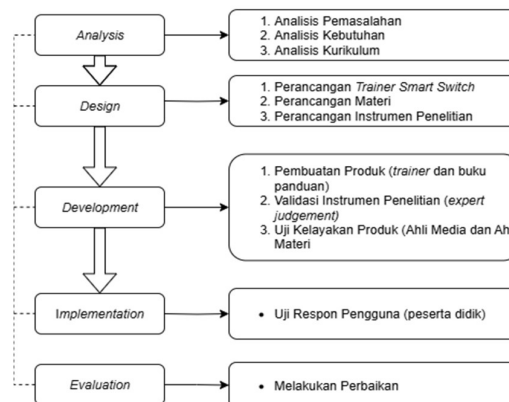 Analysis
1. Analisis Pemasalahan
2. Analisis Kebutuhan
3. Analisis Kurikulum
Design
1. Perancangan Trainer Smart Switch
2. Perancangan Materi
3. Perancangan Instrumen Penelitian
Development
1. Pembuatan Produk (trainer dan buku
panduan)
2. Validasi Instrumen Penelitian (expert
judgement)
3. Uji Kelayakan Produk (Ahli Media dan Ah
Materi
Implementation
• Uji Respon Pengguna (peserta didik)
Evaluation
• Melakukan Perbaikan